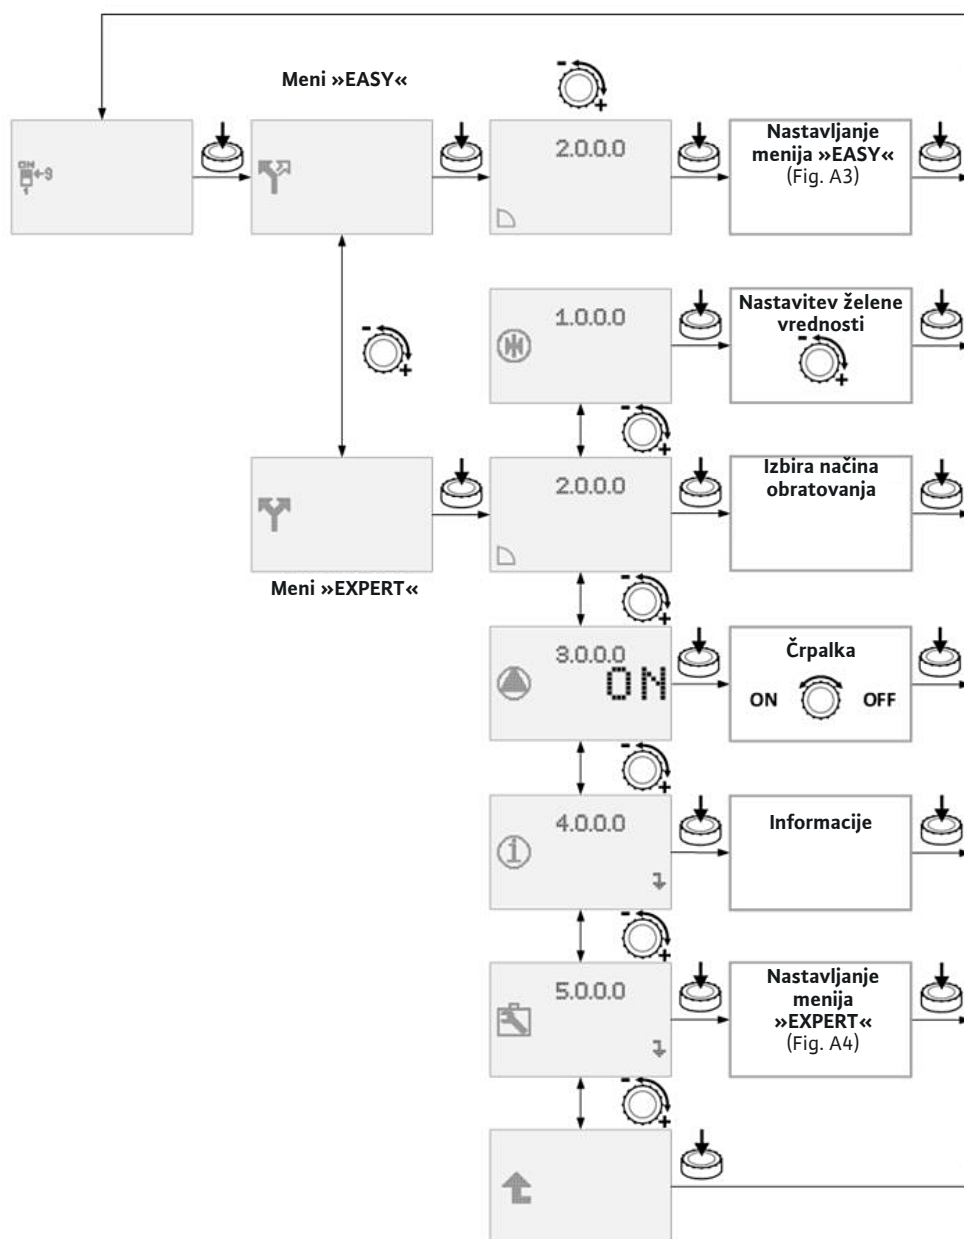 Meni »EASY«
- +
ON
1
2.0.0.0
Nastavljanje
menija »EASY«
(Fig. A3)
1.0.0.0
Nastavitev želene
vrednosti
- +
- +
- +
2.0.0.0
Izbira načina
obratovanja
Meni »EXPERT«
- +
3.0.0.0
ON
Črpalka
ON OFF
- +
4.0.0.0
i
Informacije
- +
5.0.0.0
Nastavljanje
menija
»EXPERT«
(Fig. A4)
- +